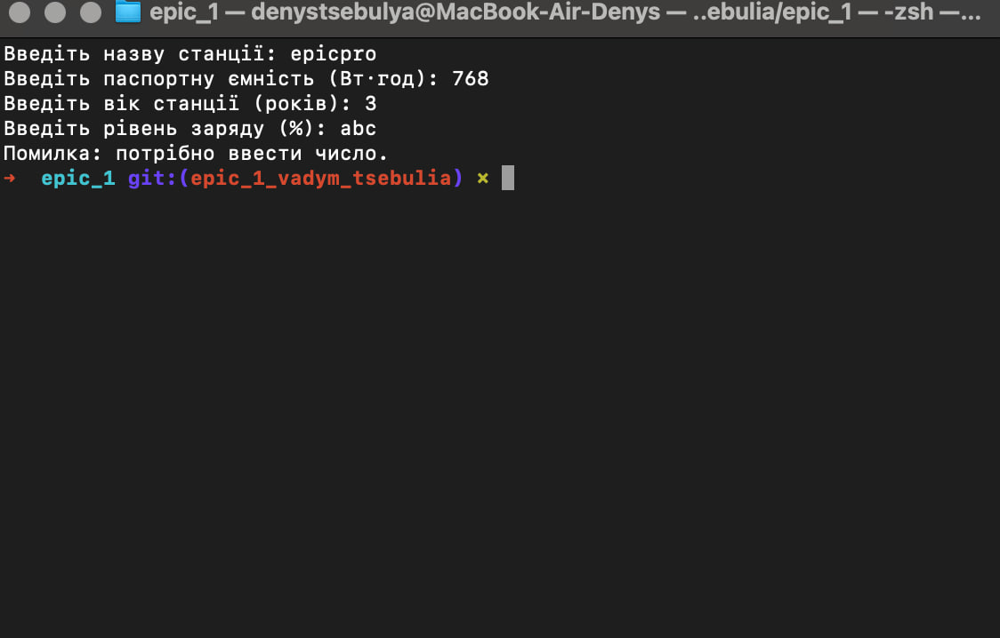 epic_1 — denystsebulya@MacBook-Air-Denys — ..ebulia/epic_1 — -zsh —...
Введіть назву станції: epicpro
Введіть паспортну ємність (Вт·год): 768
Введіть вік станції (років): 3
Введіть рівень заряду (%): abc
Помилка: потрібно ввести число.
➜ epic_1 git:(epic_1_vadym_tsebulia) ✗